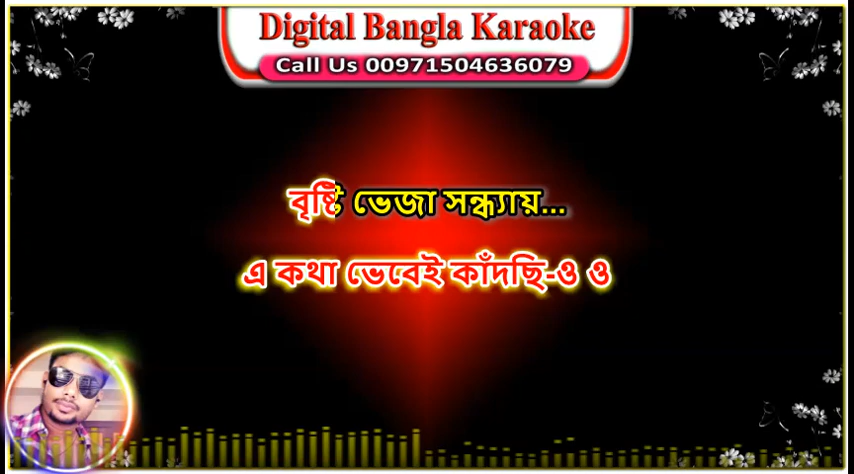 Digital Bangla Karaoke
Call Us 00971504636079
বৃষ্টি ভেজা সন্ধ্যায়...
এ কথা ভেবেই কাঁদছি-ও ও